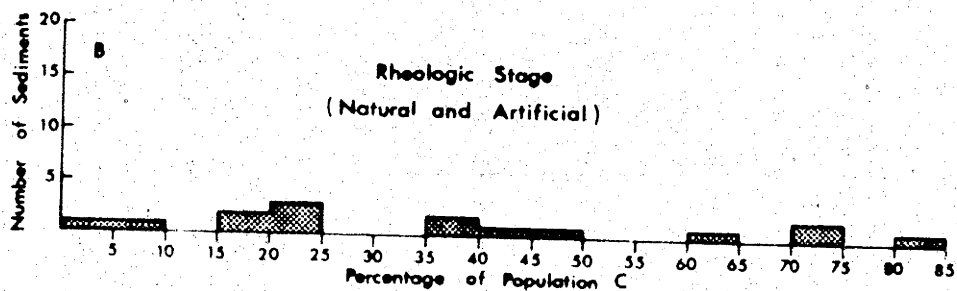 20
15
10
5
Number of Sediments
B
Rheologic Stage
(Natural and Artificial)
5 10 15 20 25 30 35 40 45 50 55 60 65 70 75 80 85
Percentage of Population C